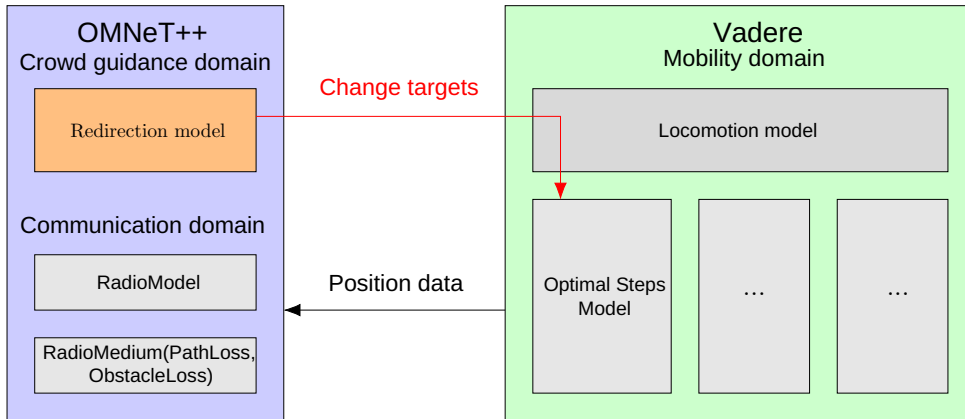 OMNeT++
Crowd guidance domain
Redirection model
Communication domain
RadioModel
RadioMedium(PathLoss,
ObstacleLoss)
Change targets
Position data
Vadere
Mobility domain
Locomotion model
Optimal Steps
Model
...
...